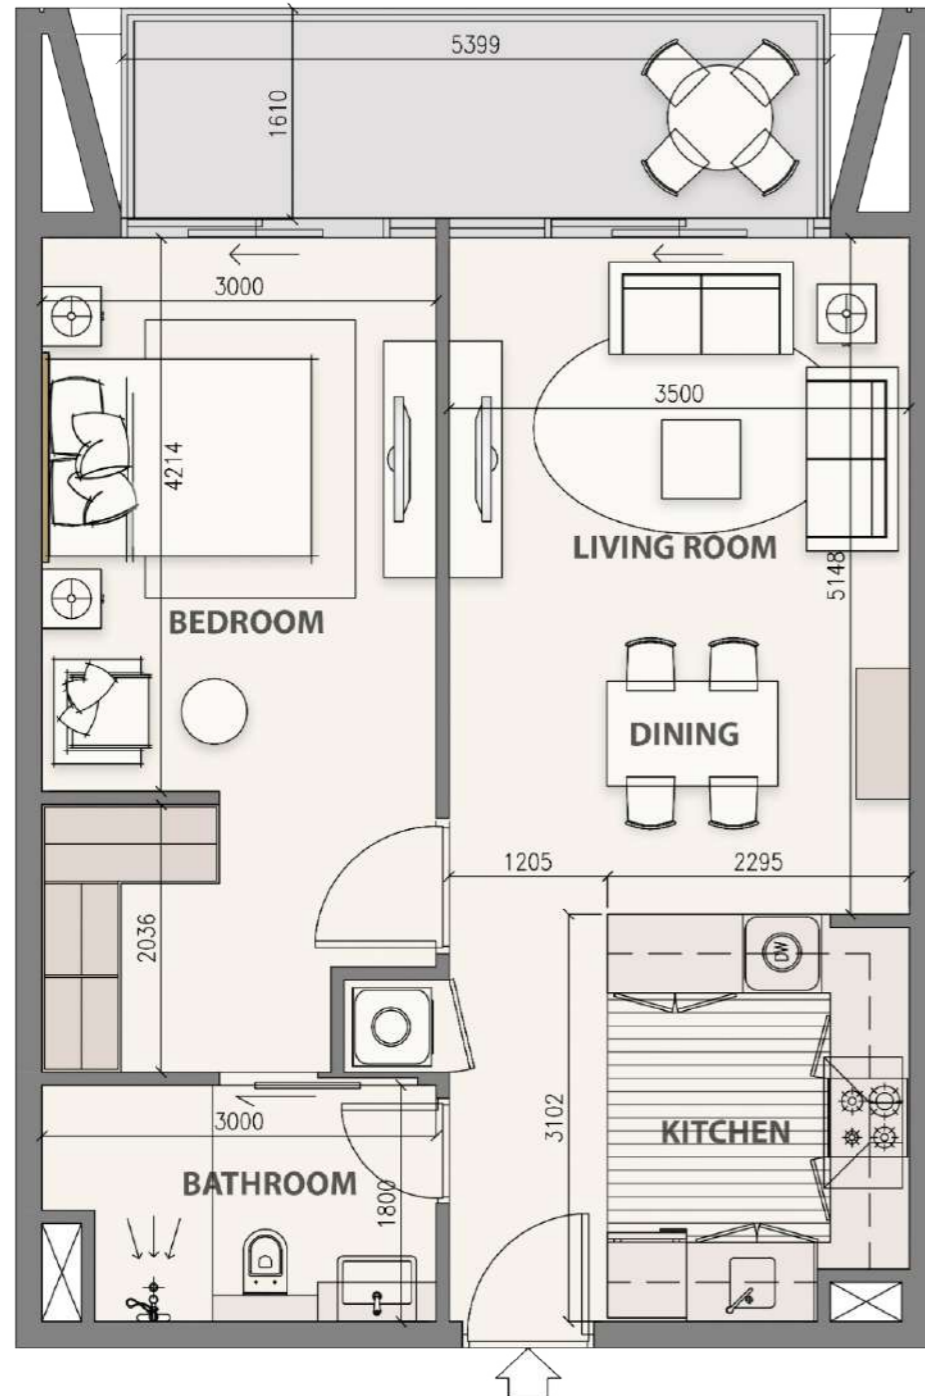 5399
1610
3000
3500
4214
LIVING ROOM
5148
BEDROOM
DINING
1205
2295
2036
DW
3102
3000
KITCHEN
BATHROOM
1800